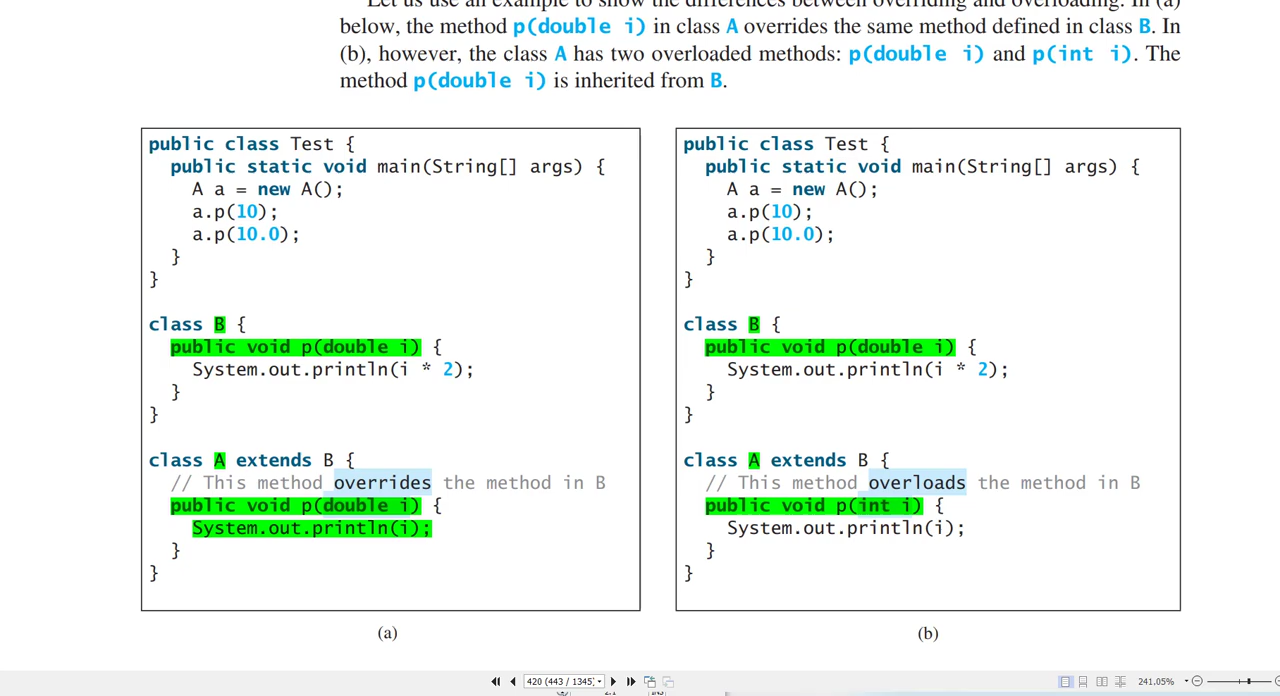 Let us use an example to show the differences between overriding and overloading. In (a)
below, the method p(double i) in class A overrides the same method defined in class B. In
(b), however, the class A has two overloaded methods: p(double i) and p(int i). The
method p(double i) is inherited from B.
public class Test {
  public static void main(String[] args) {
    A a = new A();
    a.p(10);
    a.p(10.0);
  }
}
class B {
  public void p(double i) {
    System.out.println(i * 2);
  }
}
class A extends B {
  // This method overrides the method in B
  public void p(double i) {
    System.out.println(i);
  }
}
(a)
public class Test {
  public static void main(String[] args) {
    A a = new A();
    a.p(10);
    a.p(10.0);
  }
}
class B {
  public void p(double i) {
    System.out.println(i * 2);
  }
}
class A extends B {
  // This method overloads the method in B
  public void p(int i) {
    System.out.println(i);
  }
}
(b)
420 (443 / 1345)
241.05%